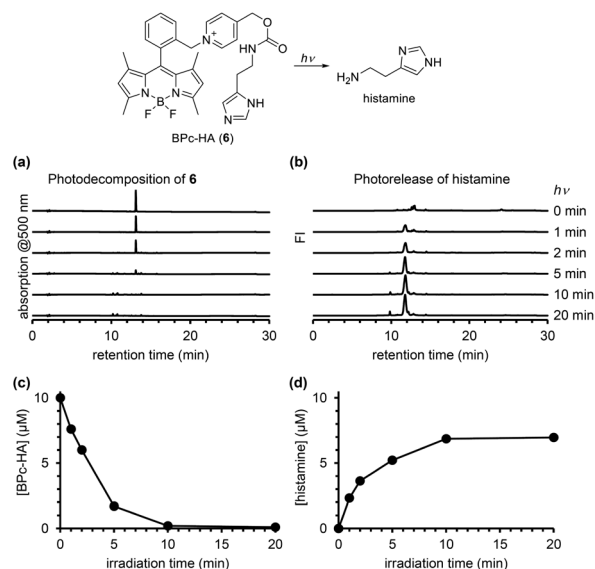 N
+
O
NH
O
hν
N
N
B
F
F
NH
N
H₂N
N
NH
histamine
BPc-HA (6)
(a)
Photodecomposition of 6
absorption @500 nm
0
10
20
30
retention time (min)
(b)
Photorelease of histamine
FI
hν
0 min
1 min
2 min
5 min
10 min
20 min
0
10
20
30
retention time (min)
(c)
[BPc-HA] (μM)
10
5
0
0
5
10
15
20
irradiation time (min)
(d)
[histamine] (μM)
10
5
0
0
5
10
15
20
irradiation time (min)